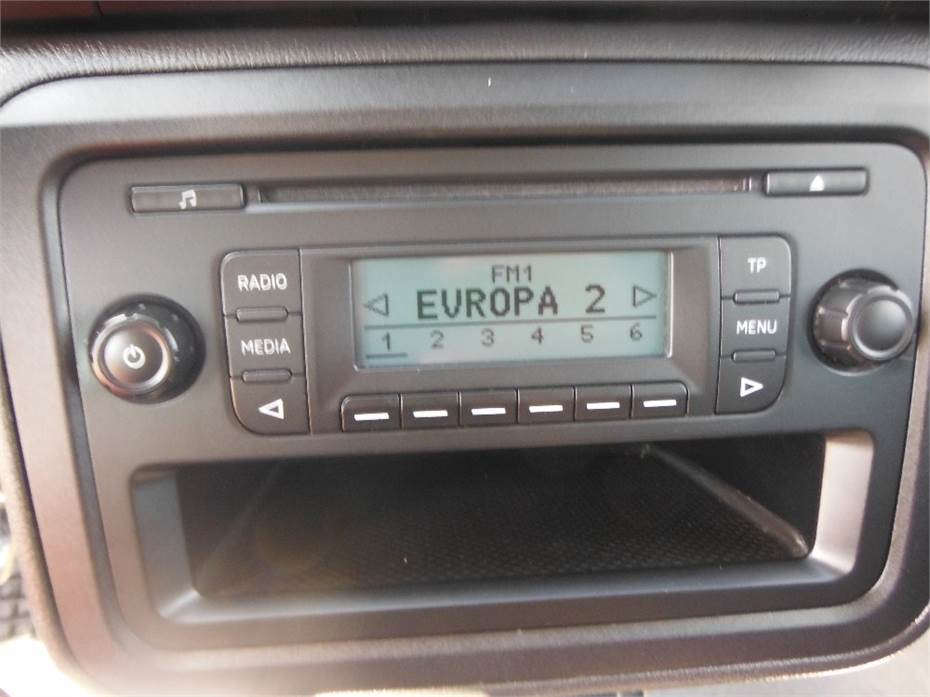 RADIO
MEDIA
FM1
EVROPA 2
1 2 3 4 5 6
TP
MENU